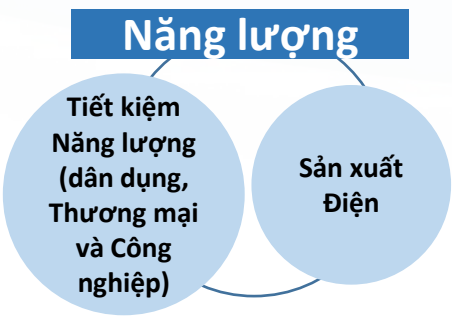 Năng lượng
Tiết kiệm
Năng lượng
(dân dụng,
Thương mại
và Công
nghiệp)
Sản xuất
Điện